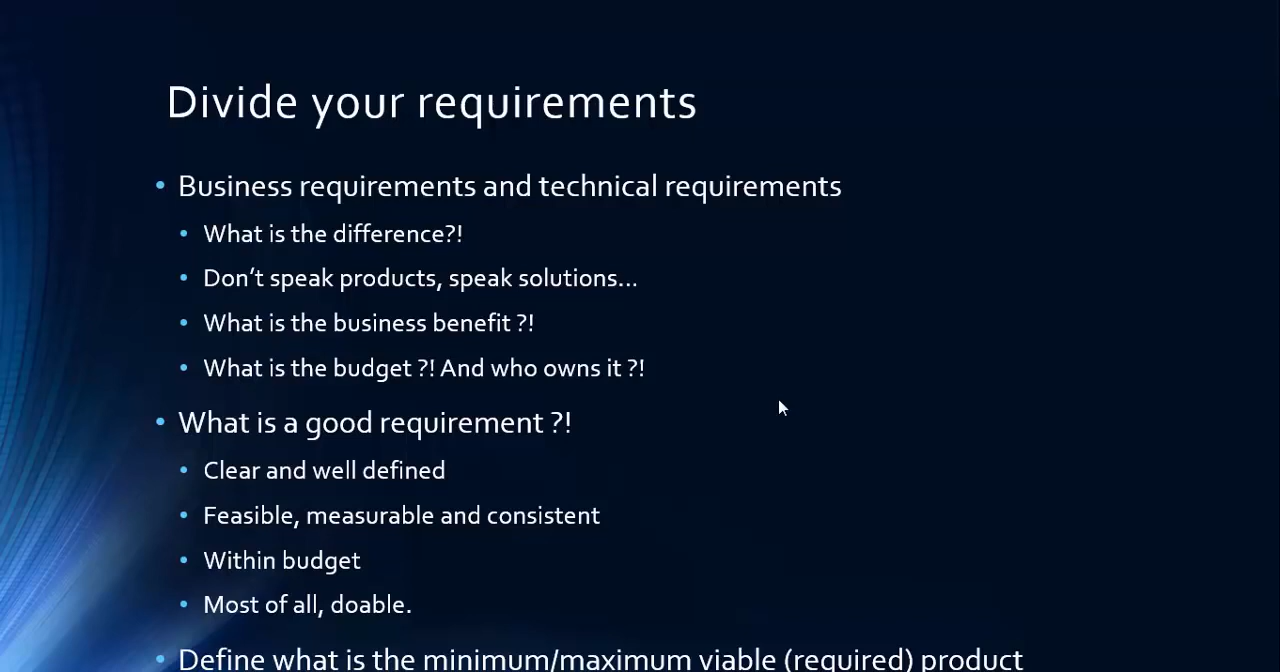 Divide your requirements
• Business requirements and technical requirements
• What is the difference?!
• Don’t speak products, speak solutions...
• What is the business benefit ?!
• What is the budget ?! And who owns it ?!
• What is a good requirement ?!
• Clear and well defined
• Feasible, measurable and consistent
• Within budget
• Most of all, doable.
• Define what is the minimum/maximum viable (required) product